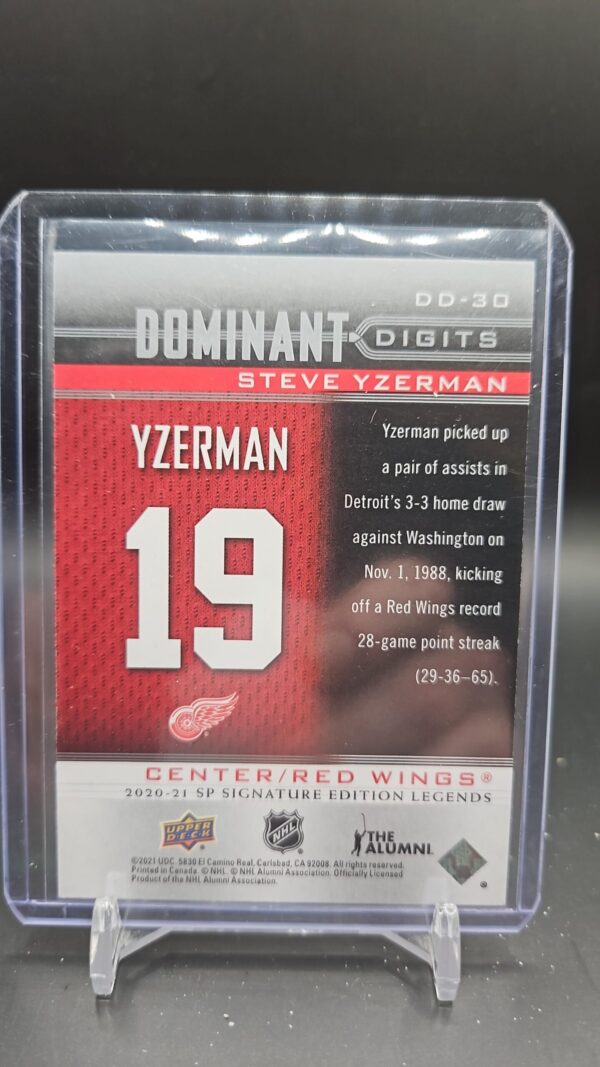 DD-30
DOMINANT DIGITS
STEVE YZERMAN
YZERMAN
19
Yzerman picked up
a pair of assists in
Detroit's 3-3 home draw
against Washington on
Nov. 1, 1988, kicking
off a Red Wings record
28-game point streak
(29-36–65).
CENTER/RED WINGS®
2020-21 SP SIGNATURE EDITION LEGENDS
UPPER DECK
NHL
THE ALUMNI
©2021 UDC. 5830 El Camino Real, Carlsbad, CA 92008. All rights reserved.
Printed in Canada. © NHL. © NHL Alumni Association. Officially Licensed
Product of the NHL Alumni Association.